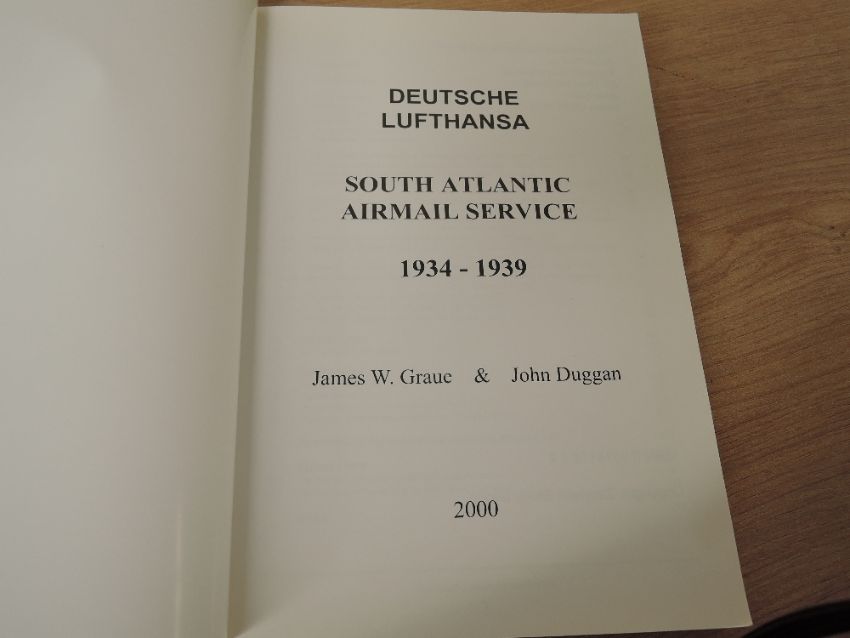 DEUTSCHE
LUFTHANSA
SOUTH ATLANTIC
AIRMAIL SERVICE
1934 - 1939
James W. Graue & John Duggan
2000